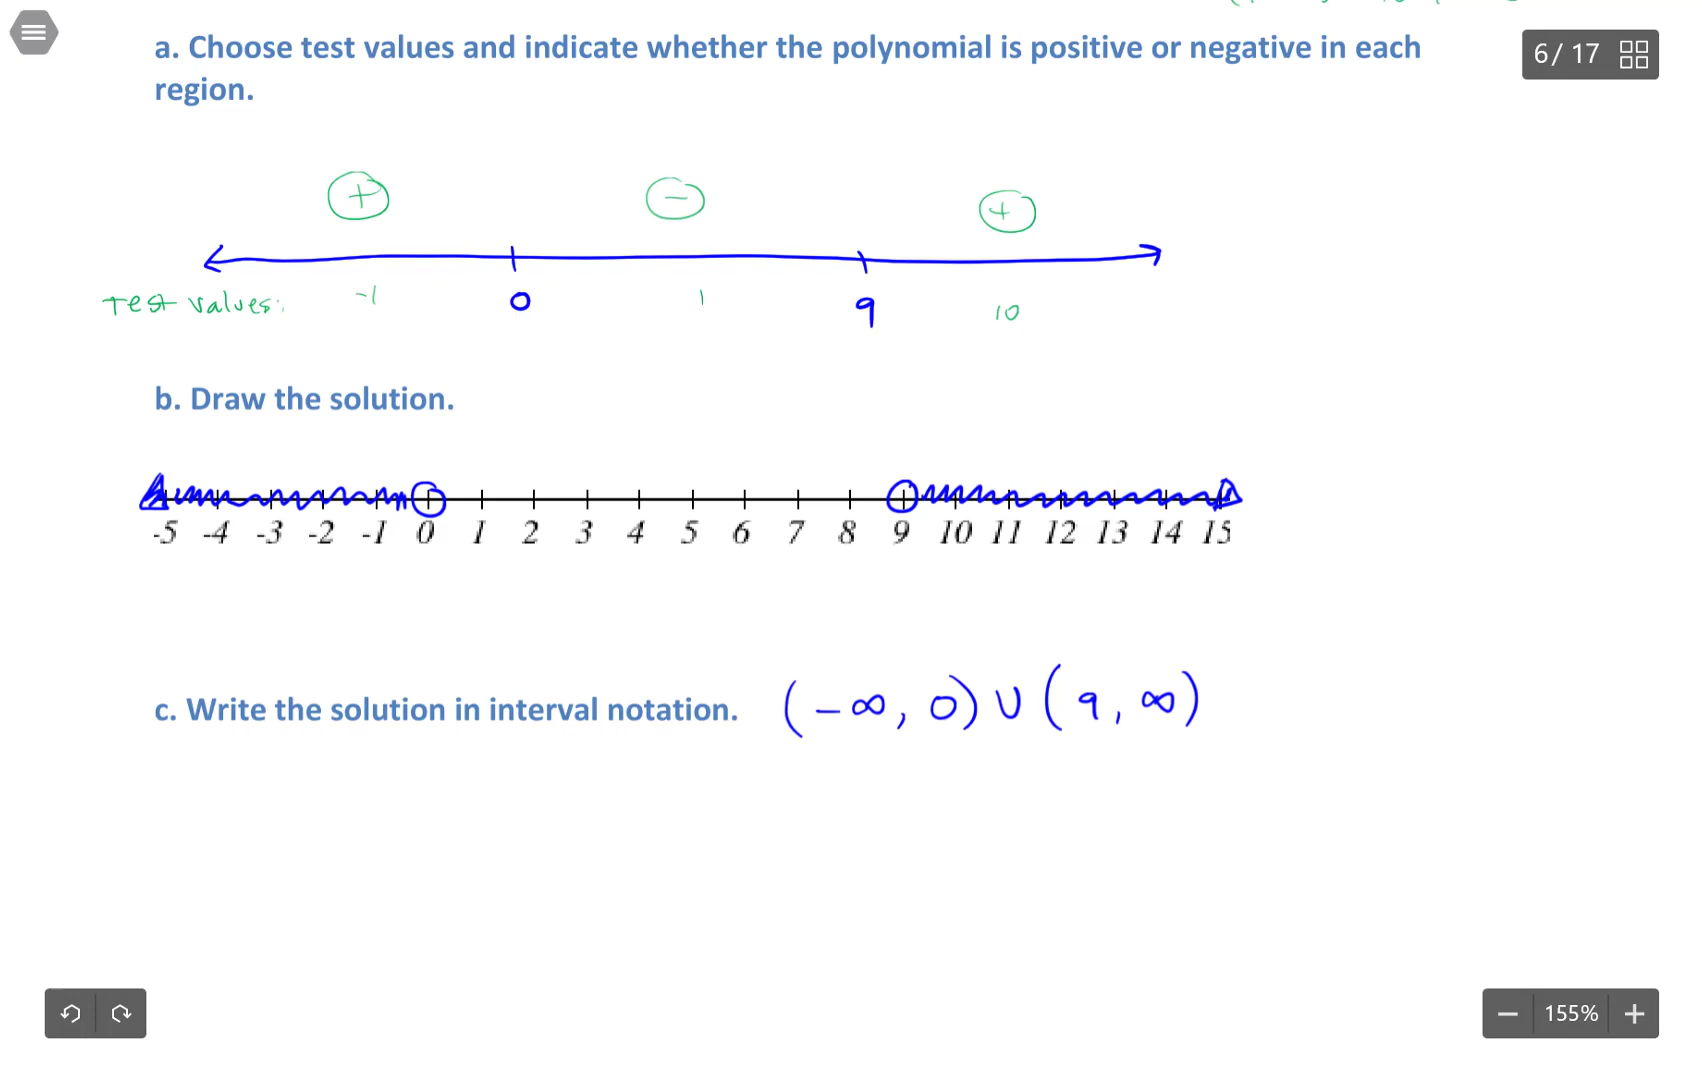 6 / 17
a. Choose test values and indicate whether the polynomial is positive or negative in each
region.
+ − +
Test values: -1 0 1 9 10
b. Draw the solution.
-5 -4 -3 -2 -1 0 1 2 3 4 5 6 7 8 9 10 11 12 13 14 15
c. Write the solution in interval notation. (-∞, 0) ∪ (9, ∞)
155%